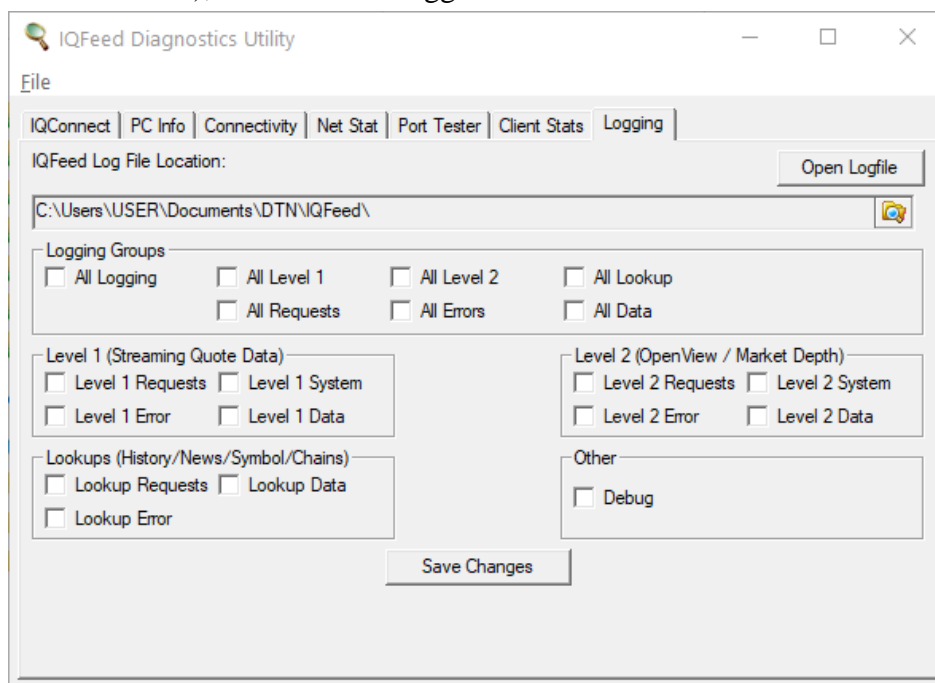 IQFeed Diagnostics Utility
File
IQConnect PC Info Connectivity Net Stat Port Tester Client Stats Logging
IQFeed Log File Location:
Open Logfile
C:\Users\USER\Documents\DTN\IQFeed\
Logging Groups
All Logging All Level 1 All Level 2 All Lookup
All Requests All Errors All Data
Level 1 (Streaming Quote Data)
Level 1 Requests Level 1 System
Level 1 Error Level 1 Data
Level 2 (OpenView / Market Depth)
Level 2 Requests Level 2 System
Level 2 Error Level 2 Data
Lookups (History/News/Symbol/Chains)
Lookup Requests Lookup Data
Lookup Error
Other
Debug
Save Changes